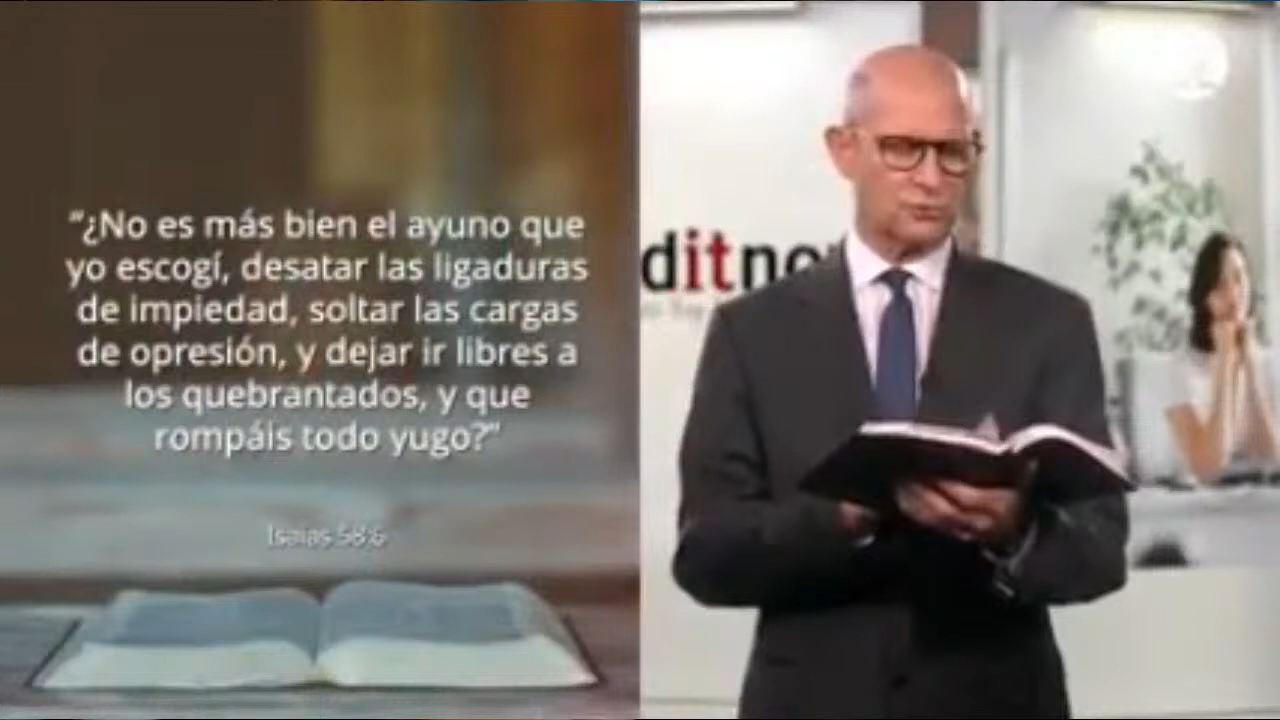 “¿No es más bien el ayuno que
yo escogí, desatar las ligaduras
de impiedad, soltar las cargas
de opresión, y dejar ir libres a
los quebrantados, y que
rompáis todo yugo?”
Isaías 58:6
ditne